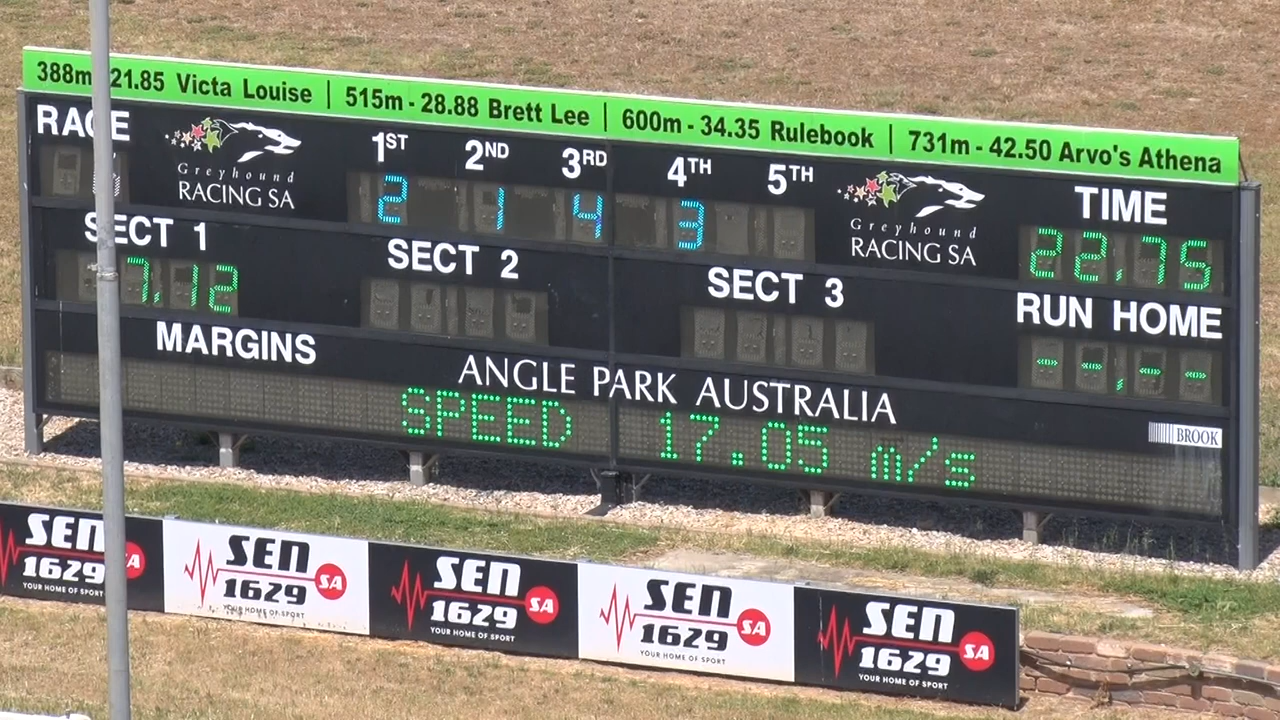 388m 21.85 Victa Louise | 515m - 28.88 Brett Lee | 600m - 34.35 Rulebook | 731m - 42.50 Arvo's Athena
RACE
Greyhound
RACING SA
1ST 2ND 3RD 4TH 5TH
2 1 4 3
Greyhound
RACING SA
TIME
22.75
SECT 1
7.12
SECT 2
SECT 3
RUN HOME
--.--
MARGINS
ANGLE PARK AUSTRALIA
SPEED 17.05 m/s
BROOK
SEN
1629 SA
YOUR HOME OF SPORT
SEN
1629 SA
YOUR HOME OF SPORT
SEN
1629 SA
YOUR HOME OF SPORT
SEN
1629 SA
YOUR HOME OF SPORT
SEN
1629 SA
YOUR HOME OF SPORT